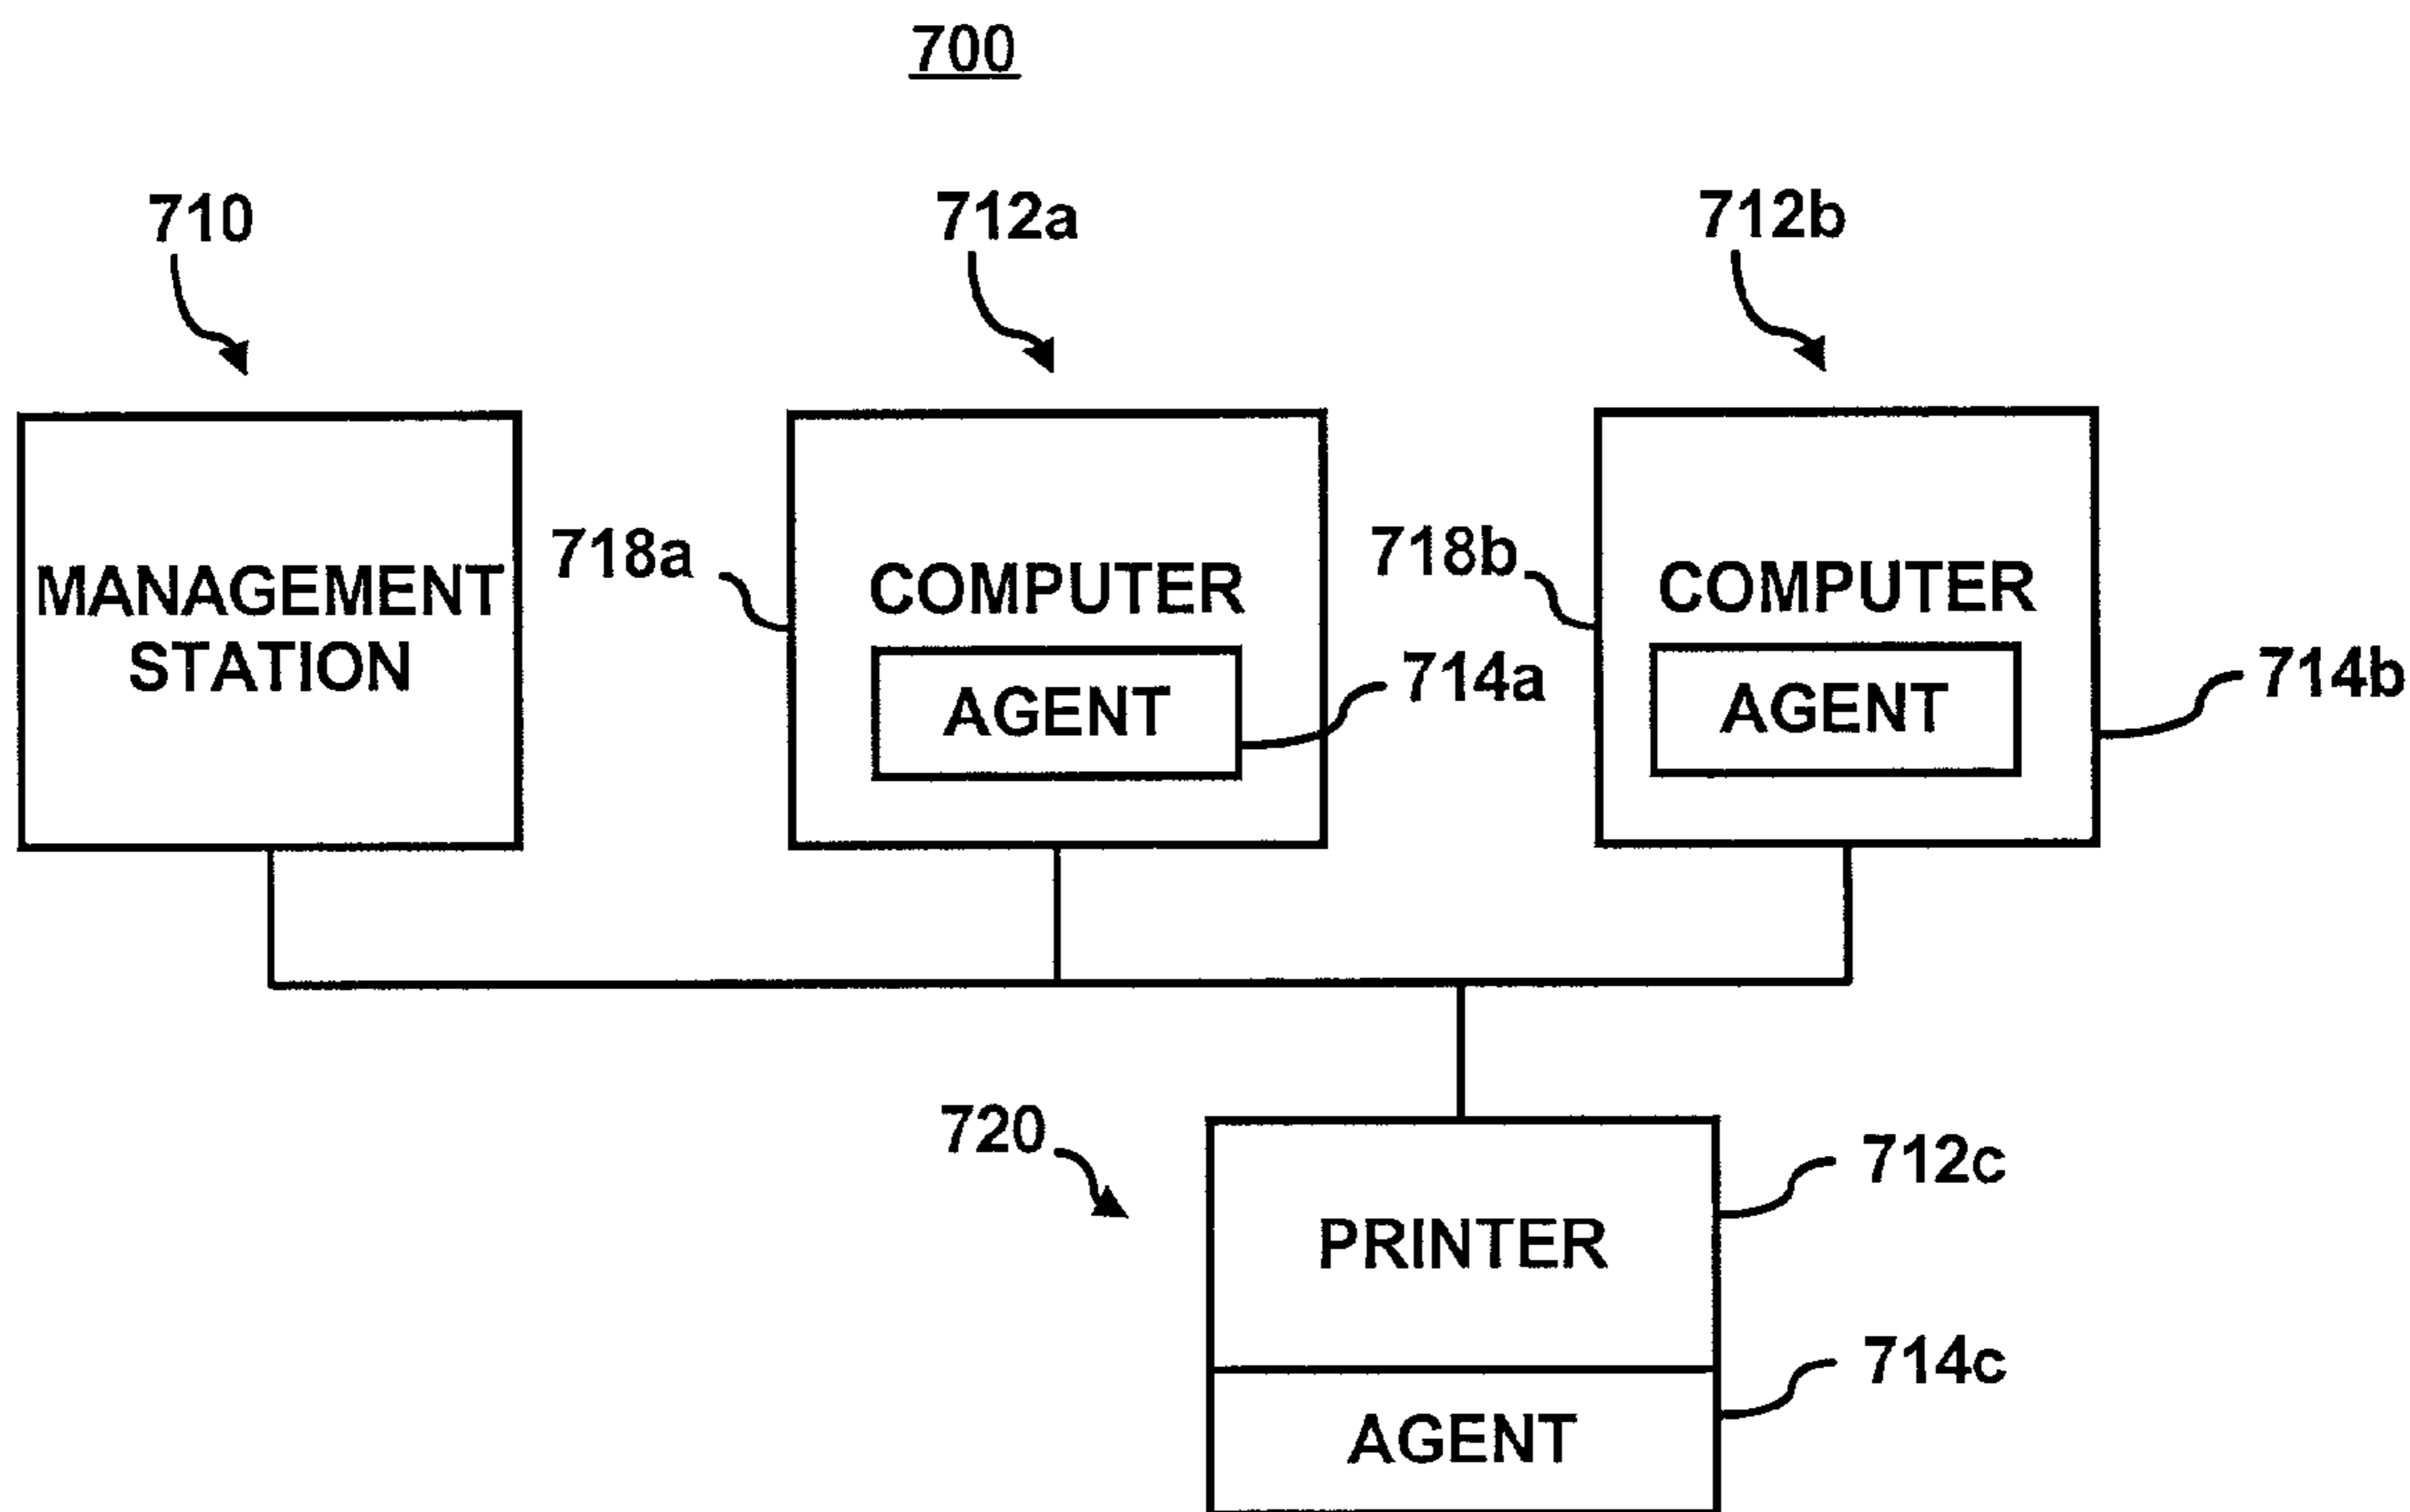 700
710
712a
712b
MANAGEMENT
STATION
718a
COMPUTER
AGENT
714a
718b
COMPUTER
AGENT
714b
720
PRINTER
712c
AGENT
714c